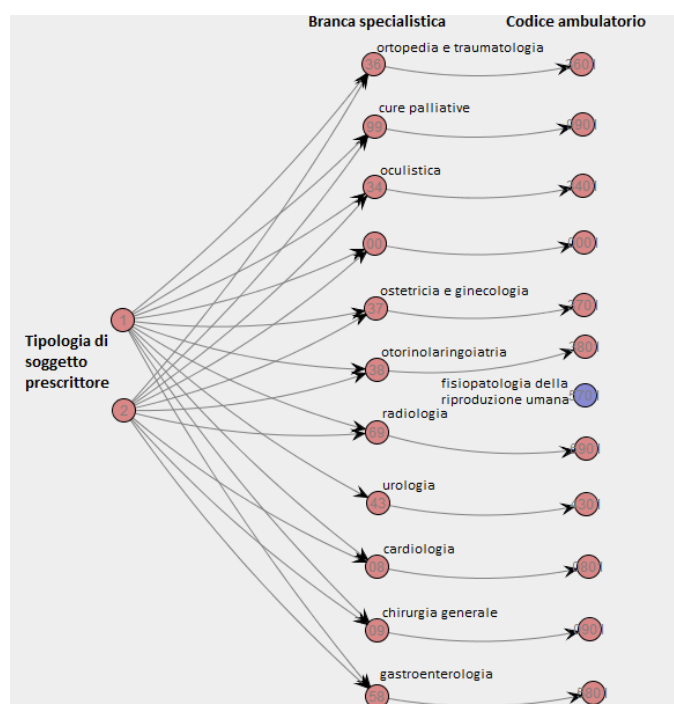 Branca specialistica Codice ambulatorio
ortopedia e traumatologia
36
cure palliative
99
oculistica
34
00
ostetricia e ginecologia
37
1
Tipologia di
soggetto
prescrittore
otorinolaringoiatria
38
fisiopatologia della
riproduzione umana
2
radiologia
69
urologia
43
cardiologia
08
chirurgia generale
09
gastroenterologia
58